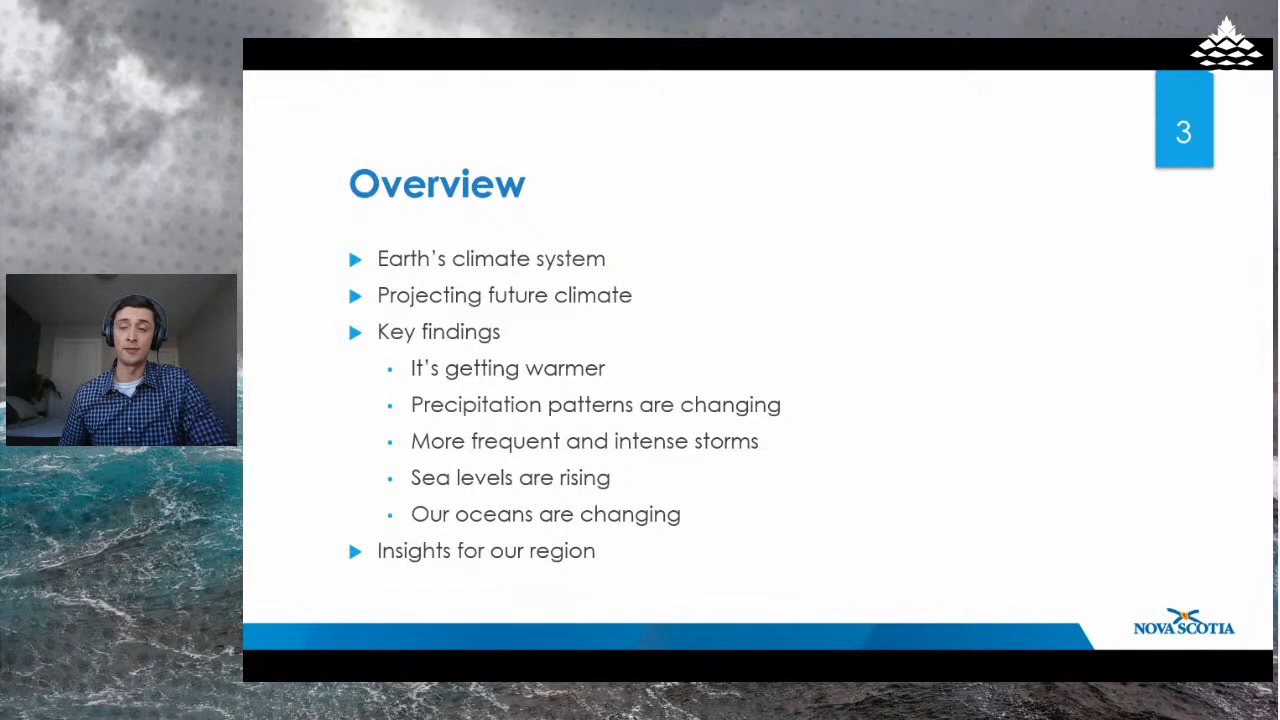 3
Overview
Earth's climate system
Projecting future climate
Key findings
It's getting warmer
Precipitation patterns are changing
More frequent and intense storms
Sea levels are rising
Our oceans are changing
Insights for our region
NOVA SCOTIA